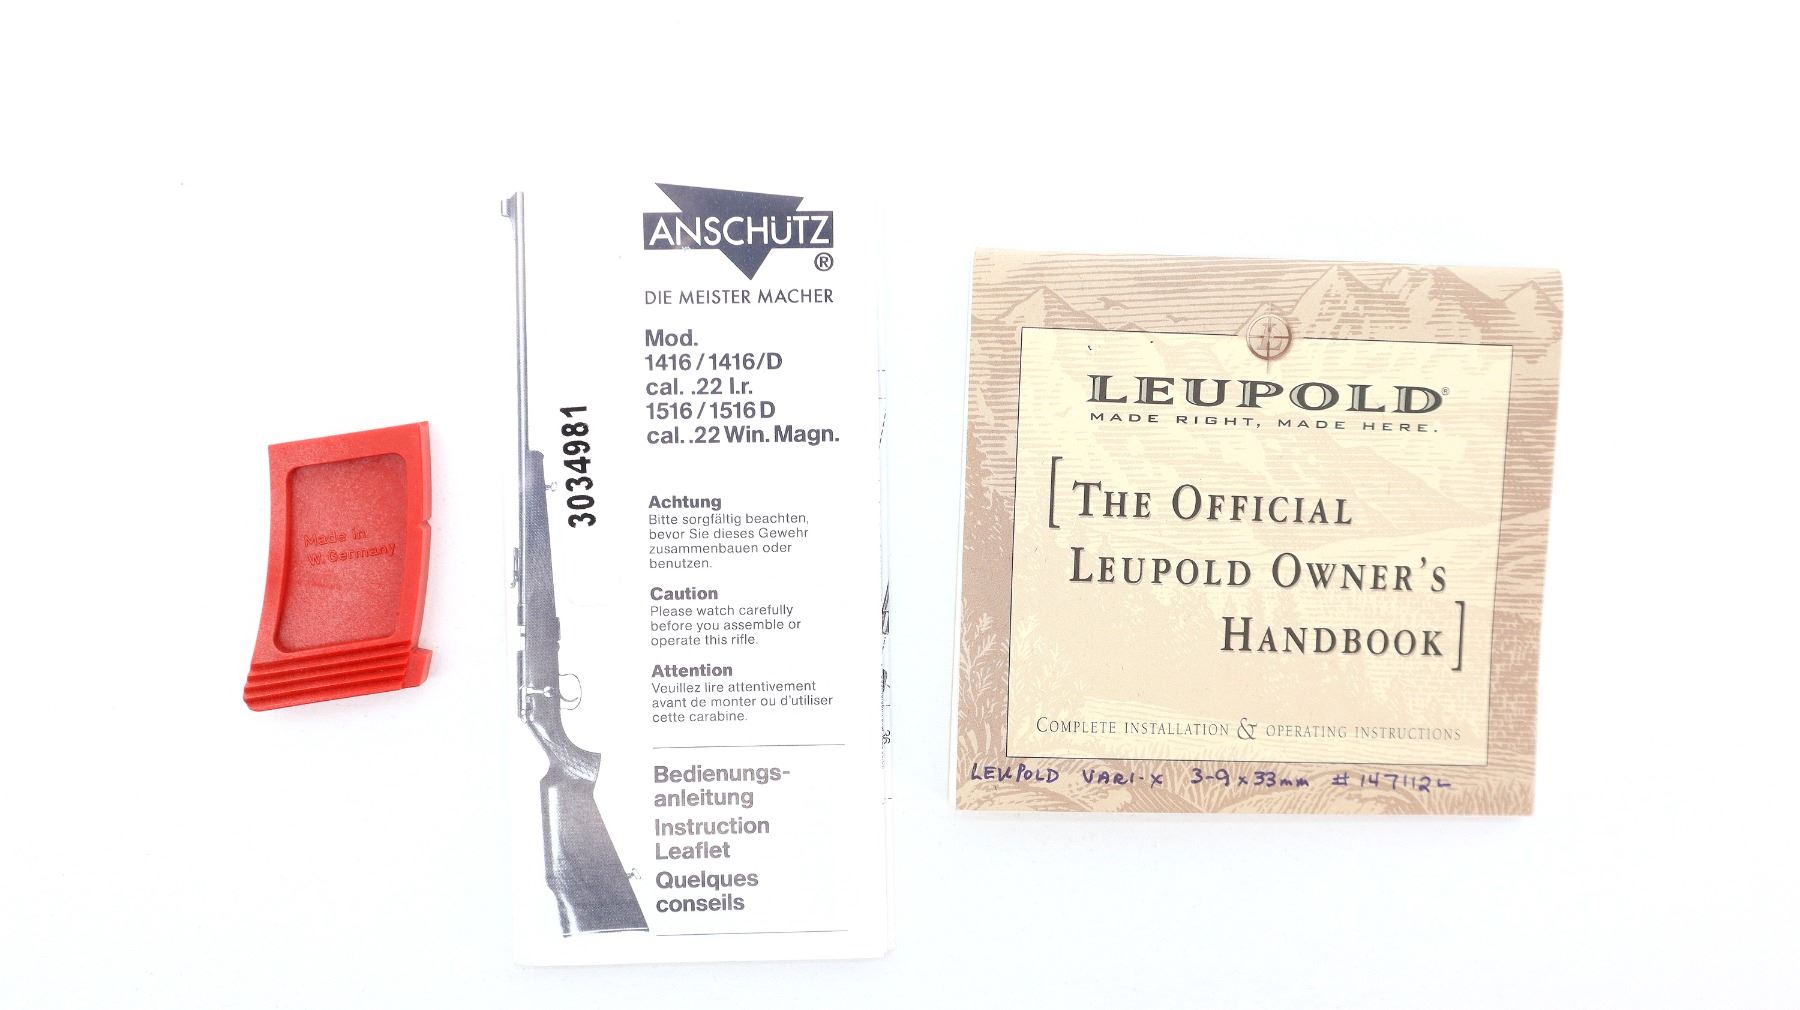 Made in
W. Germany
ANSCHÜTZ
®
DIE MEISTER MACHER
Mod.
1416/1416/D
cal. .22 l.r.
1516/1516 D
cal. .22 Win. Magn.
3034981
Achtung
Bitte sorgfältig beachten,
bevor Sie dieses Gewehr
zusammenbauen oder
benutzen.
Caution
Please watch carefully
before you assemble or
operate this rifle.
Attention
Veuillez lire attentivement
avant de monter ou d'utiliser
cette carabine.
Bedienungs-
anleitung
Instruction
Leaflet
Quelques
conseils
36
L
LEUPOLD®
MADE RIGHT, MADE HERE.
[THE OFFICIAL
LEUPOLD OWNER'S
HANDBOOK]
COMPLETE INSTALLATION & OPERATING INSTRUCTIONS
LEUPOLD VARI-X 3-9x33mm #147112L